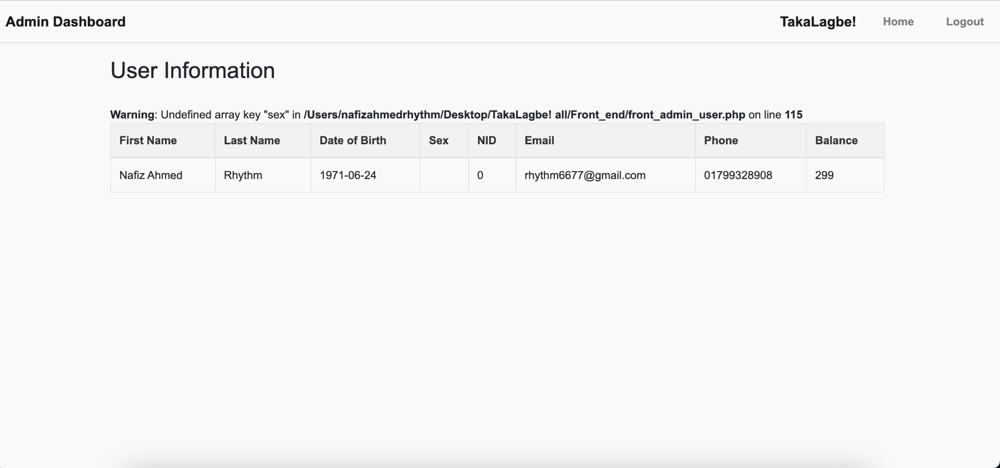 Admin Dashboard TakaLagbe! Home Logout
User Information
Warning: Undefined array key "sex" in /Users/nafizahmedrhythm/Desktop/TakaLagbe! all/Front_end/front_admin_user.php on line 115
First Name Last Name Date of Birth Sex NID Email Phone Balance
Nafiz Ahmed Rhythm 1971-06-24 0 rhythm6677@gmail.com 01799328908 299